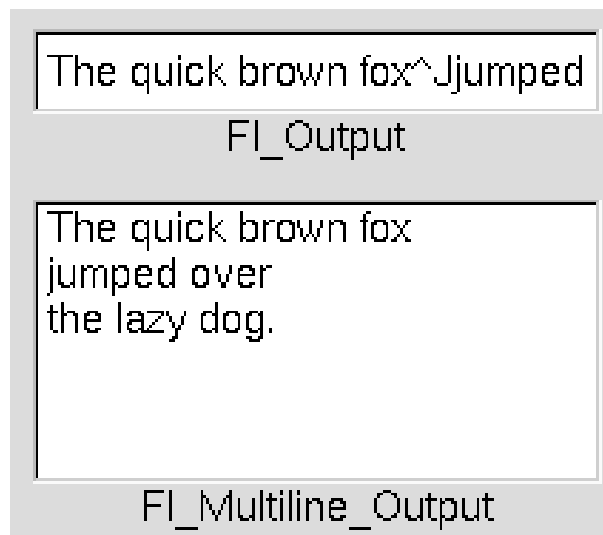 The quick brown fox^Jjumped
Fl_Output
The quick brown fox
jumped over
the lazy dog.
Fl_Multiline_Output